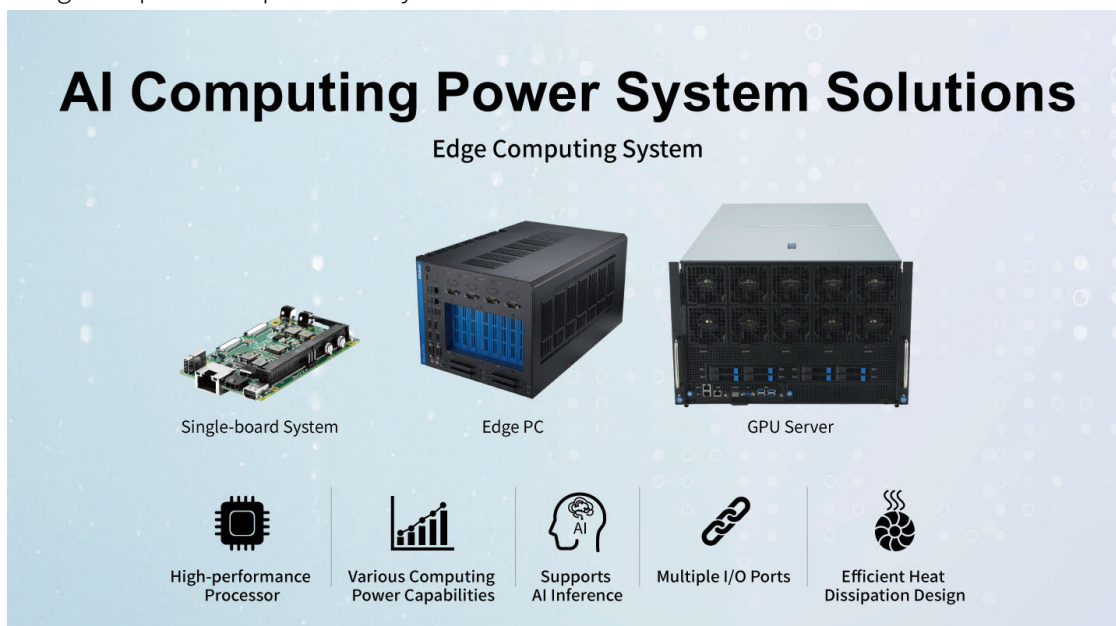 AI Computing Power System Solutions
Edge Computing System
Single-board System
Edge PC
GPU Server
AI
High-performance
Processor
Various Computing
Power Capabilities
Supports
AI Inference
Multiple I/O Ports
Efficient Heat
Dissipation Design